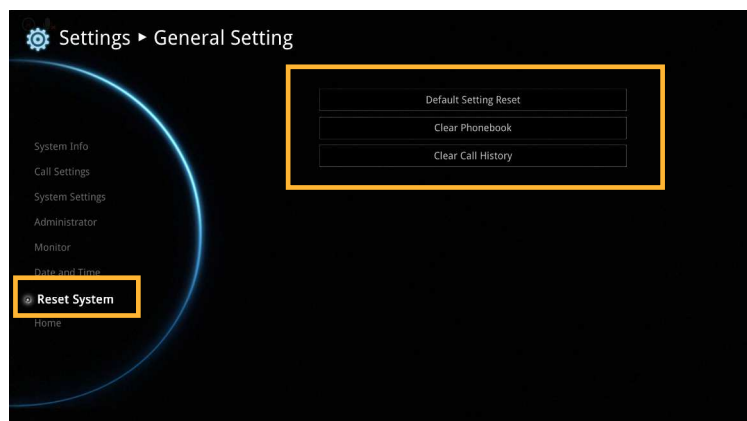 Settings ▸ General Setting
Default Setting Reset
Clear Phonebook
Clear Call History
System Info
Call Settings
System Settings
Administrator
Monitor
Date and Time
Reset System
Home